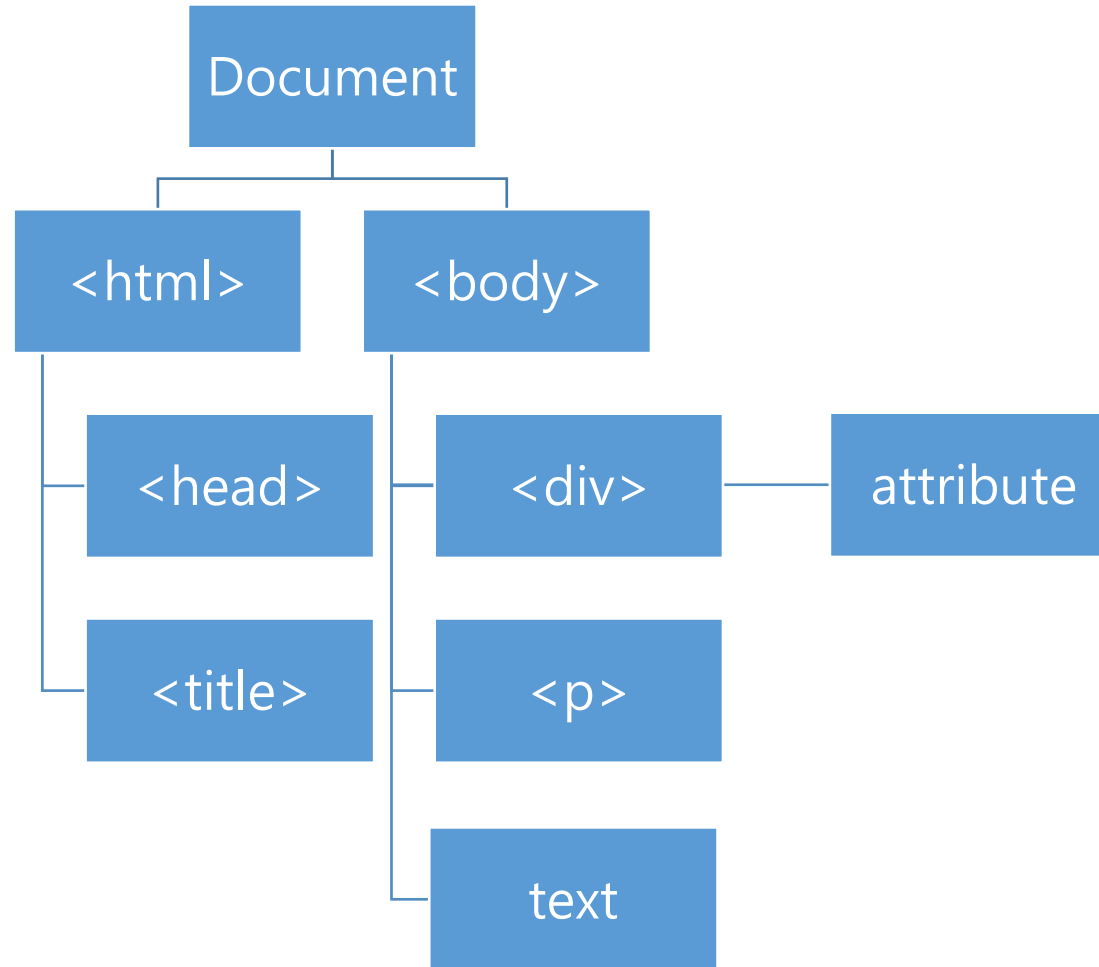 Document
<html>
<body>
<head>
<div>
attribute
<title>
<p>
text